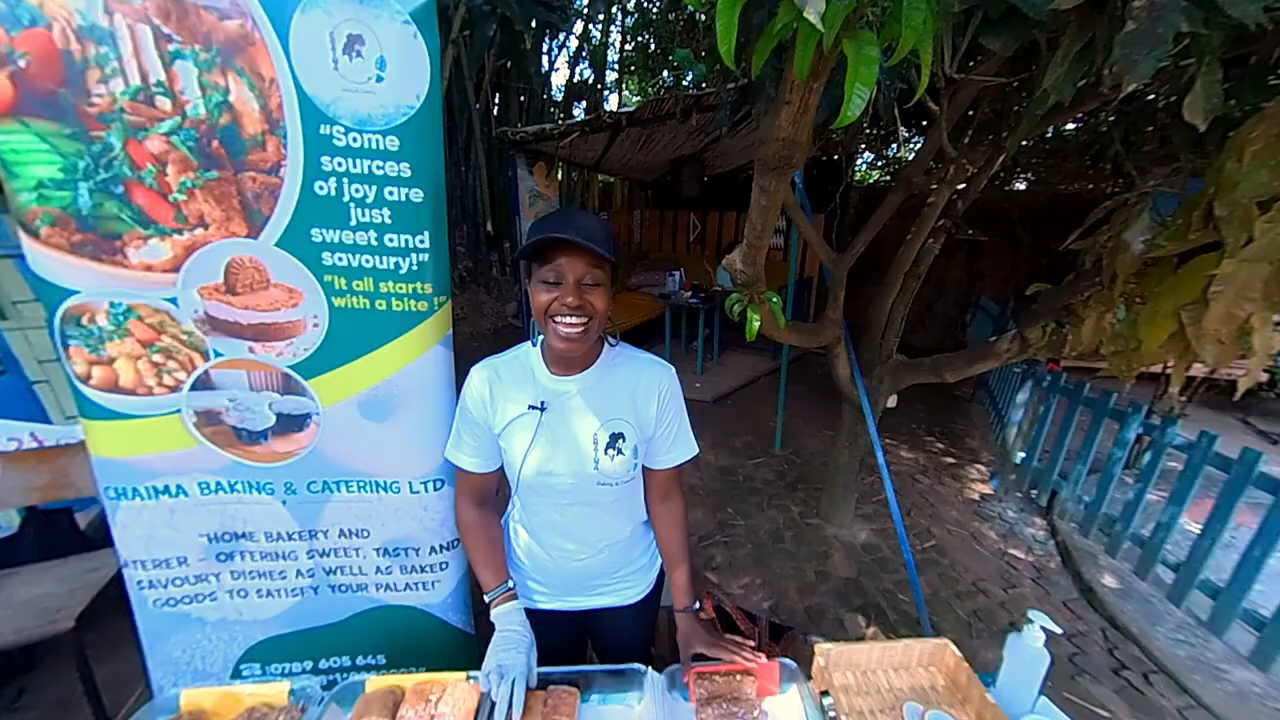 "Some
sources
of joy are
just
sweet and
savoury!"
"It all starts
with a bite !"
CHAIMA BAKING & CATERING LTD
"HOME BAKERY AND
TERER – OFFERING SWEET, TASTY AND
SAVOURY DISHES AS WELL AS BAKED
GOODS TO SATISFY YOUR PALATE!"
:0789 605 645
CHAIMA